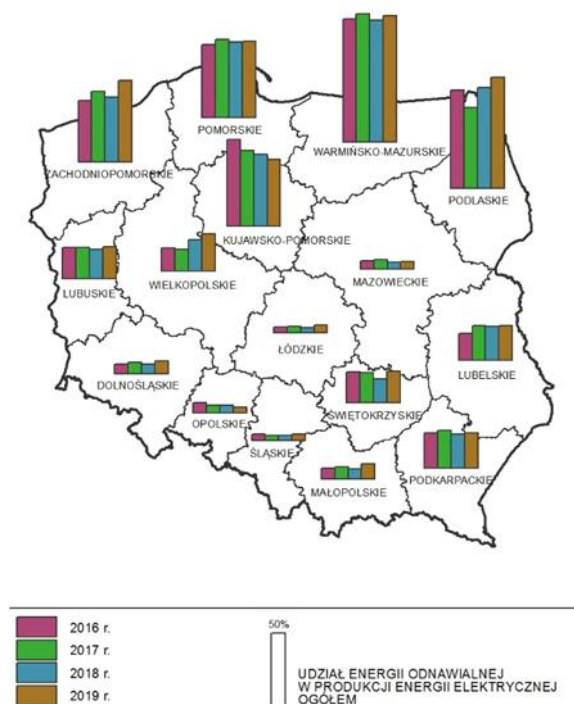 POMORSKIE
WARMIŃSKO-MAZURSKIE
ZACHODNIOPOMORSKIE
PODLASKIE
KUJAWSKO-POMORSKIE
MAZOWIECKIE
LUBUSKIE
WIELKOPOLSKIE
ŁÓDZKIE
LUBELSKIE
DOLNOŚLĄSKIE
OPOLSKIE
ŚWIĘTOKRZYSKIE
ŚLĄSKIE
MAŁOPOLSKIE
PODKARPACKIE
2016 r.
2017 r.
2018 r.
2019 r.
50%
UDZIAŁ ENERGII ODNAWIALNEJ
W PRODUKCJI ENERGII ELEKTRYCZNEJ
OGÓŁEM